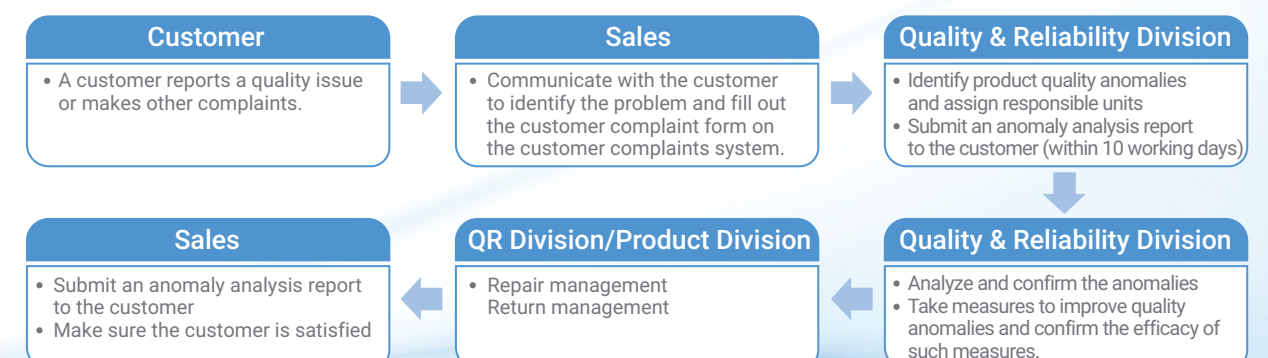 Customer
• A customer reports a quality issue
or makes other complaints.
Sales
• Communicate with the customer
to identify the problem and fill out
the customer complaint form on
the customer complaints system.
Quality & Reliability Division
• Identify product quality anomalies
and assign responsible units
• Submit an anomaly analysis report
to the customer (within 10 working days)
Quality & Reliability Division
• Analyze and confirm the anomalies
• Take measures to improve quality
anomalies and confirm the efficacy of
such measures.
QR Division/Product Division
• Repair management
Return management
Sales
• Submit an anomaly analysis report
to the customer
• Make sure the customer is satisfied